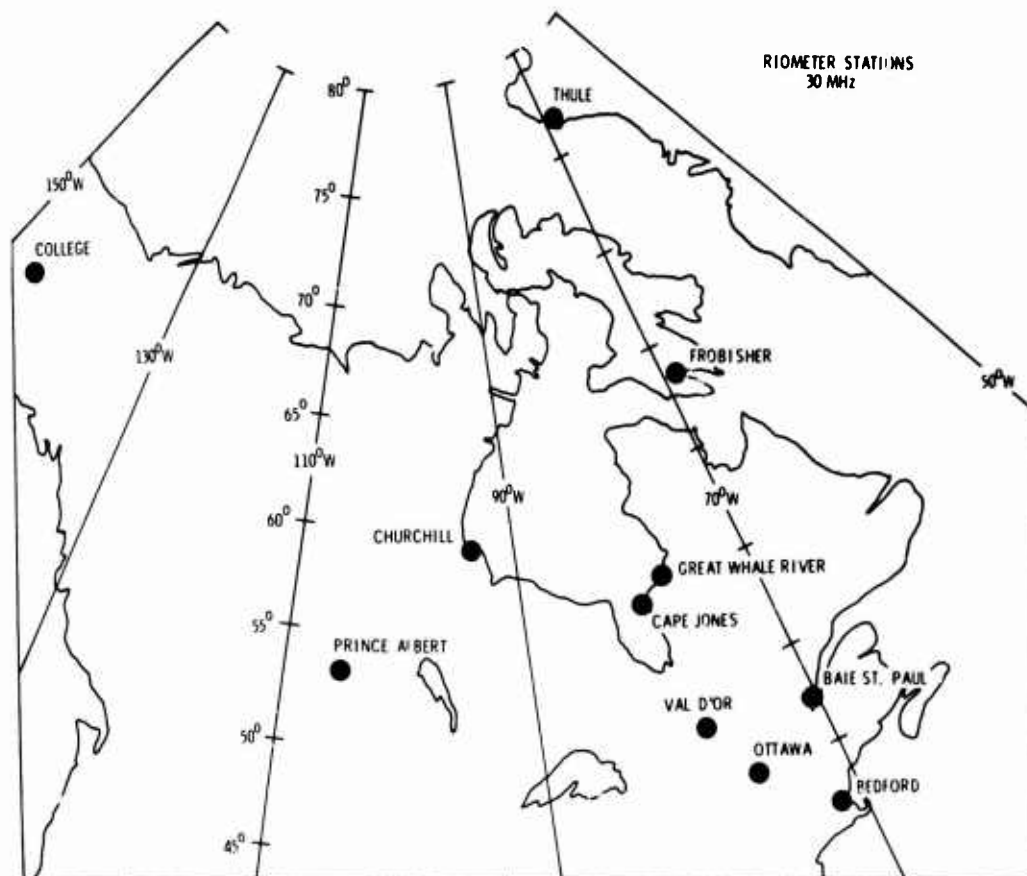 RIOMETER STATIONS
30 MHz
THULE
80°
150°W
75°
COLLEGE
70°
130°W
FROBISHER
50°W
65°
110°W
90°W
70°W
60°
CHURCHILL
GREAT WHALE RIVER
CAPE JONES
55°
PRINCE ALBERT
BAIE ST. PAUL
VAL D'OR
50°
OTTAWA
BEDFORD
45°